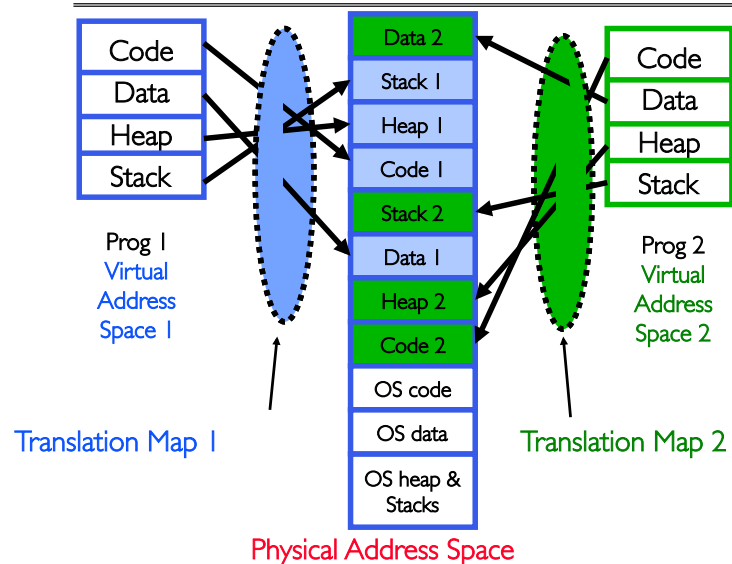 Code
Data
Heap
Stack
Prog 1
Virtual
Address
Space 1
Translation Map 1
Data 2
Stack 1
Heap 1
Code 1
Stack 2
Data 1
Heap 2
Code 2
OS code
OS data
OS heap &
Stacks
Physical Address Space
Code
Data
Heap
Stack
Prog 2
Virtual
Address
Space 2
Translation Map 2